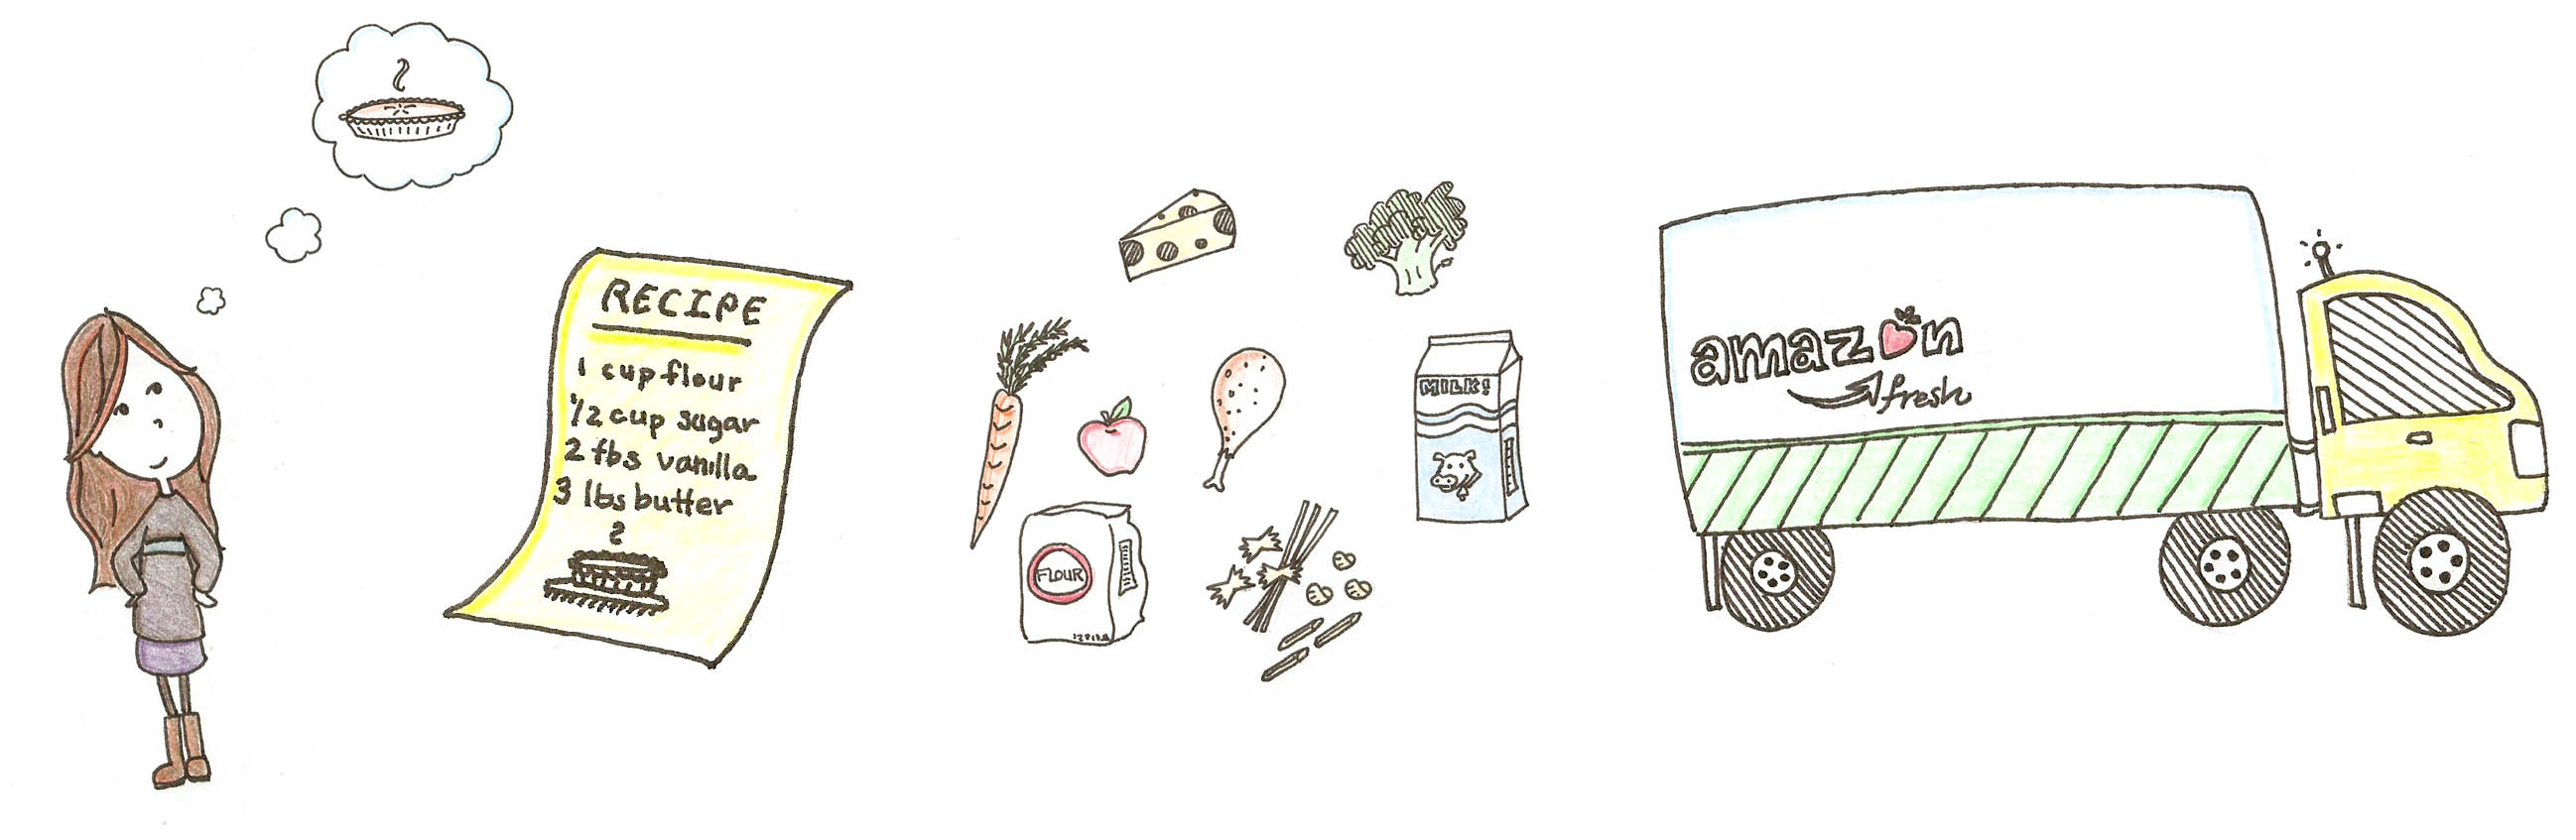 RECIPE
1 cup flour
1/2 cup sugar
2 tbs vanilla
3 lbs butter
FLOUR
MILK!
amazon
fresh